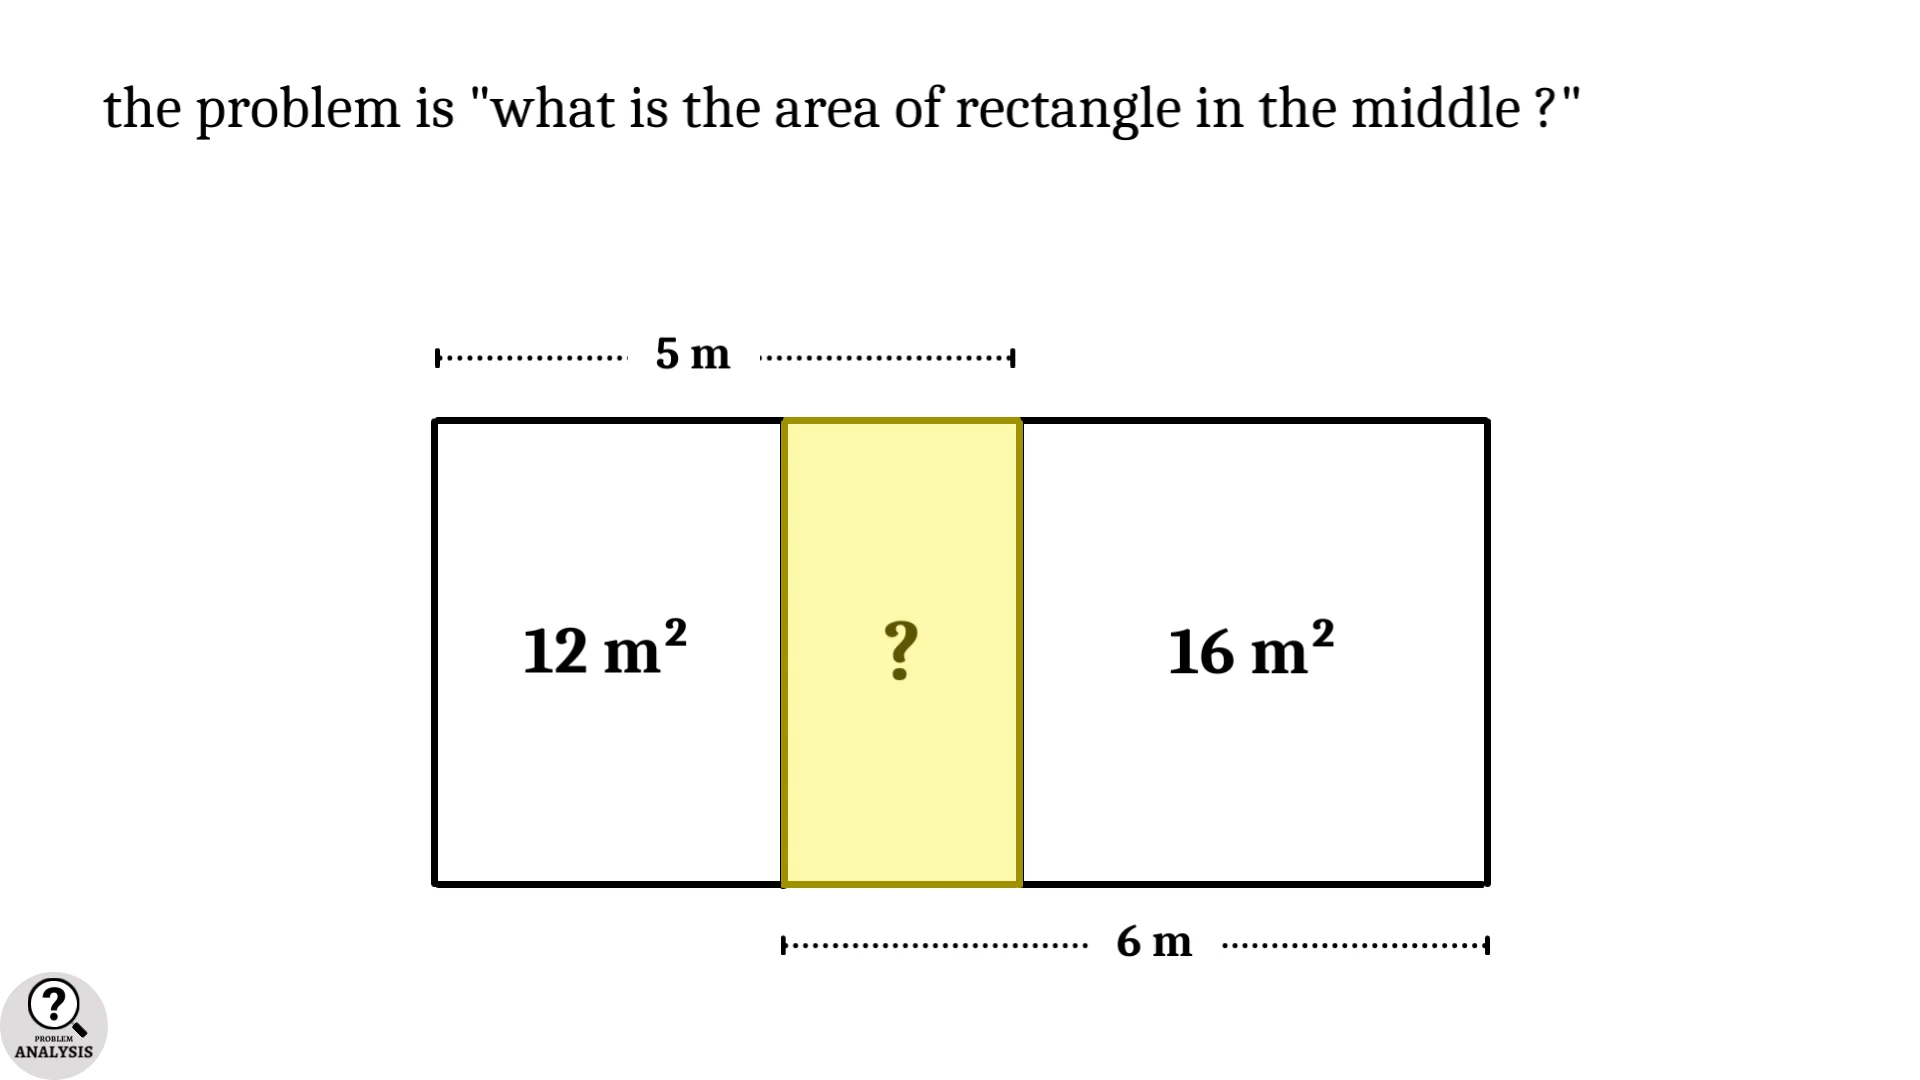 the problem is "what is the area of rectangle in the middle ?"
5 m
12 m²
?
16 m²
6 m
?
PROBLEM
ANALYSIS